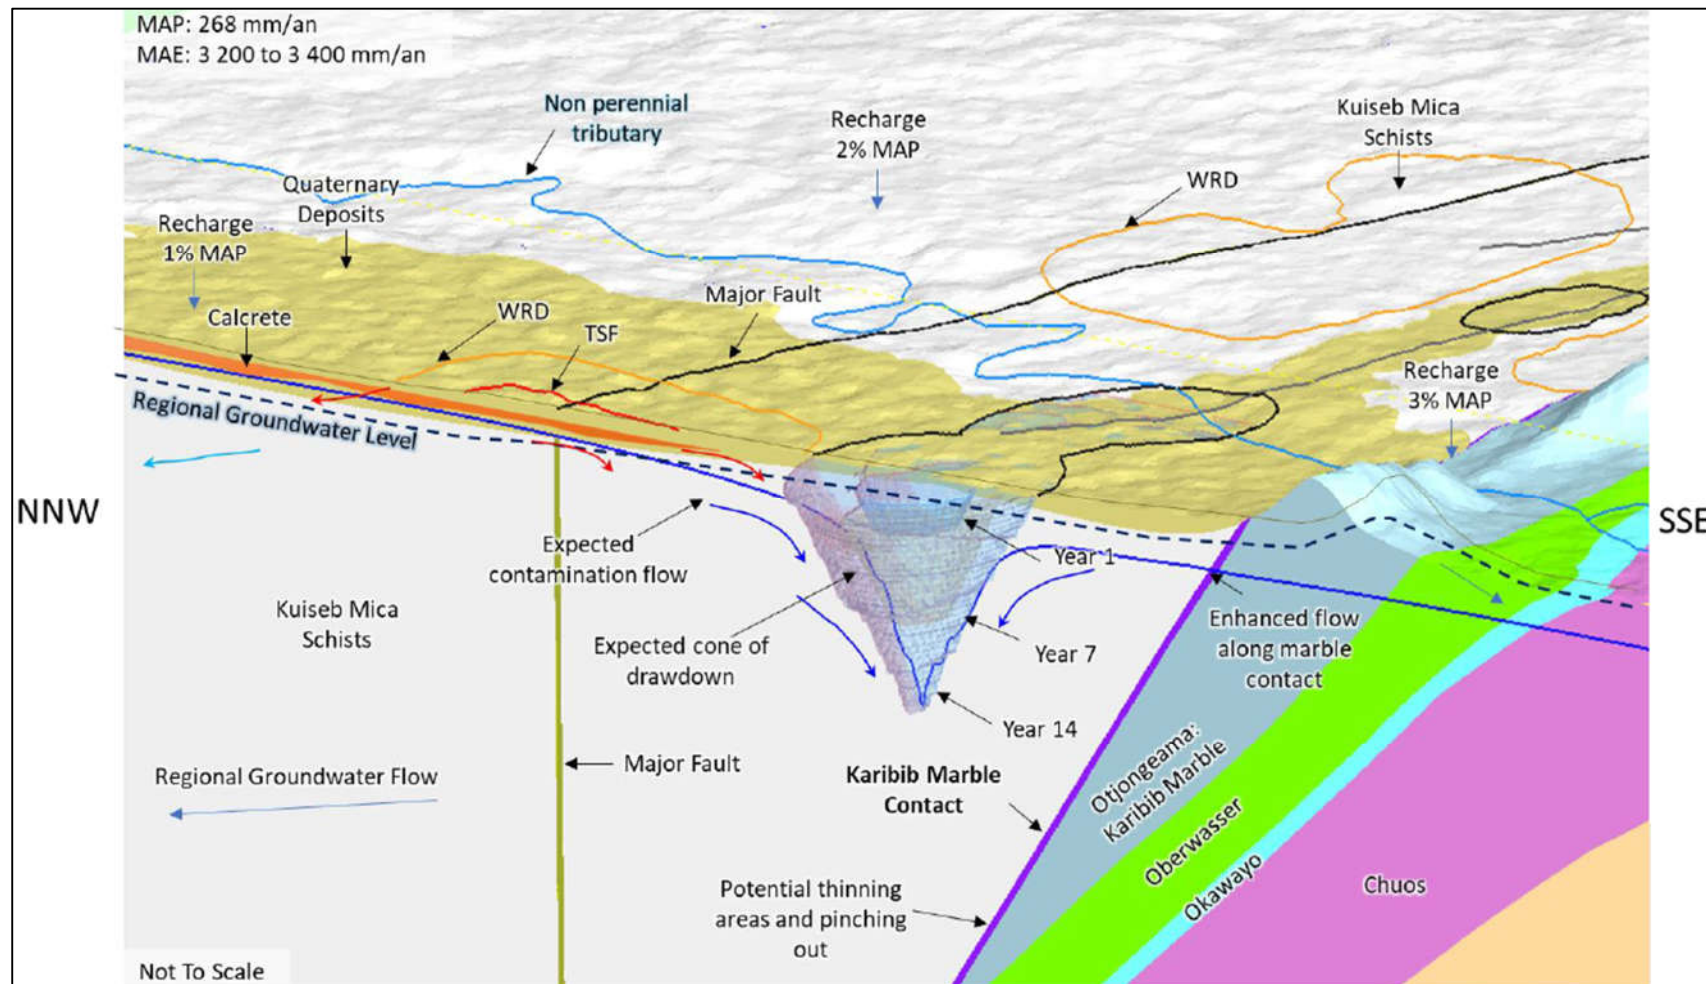 MAP: 268 mm/an
MAE: 3 200 to 3 400 mm/an
Non perennial
tributary
Recharge
2% MAP
Kuiseb Mica
Schists
WRD
Quaternary
Deposits
Recharge
1% MAP
Calcrete
WRD
TSF
Major Fault
Recharge
3% MAP
Regional Groundwater Level
NNW
SSE
Expected
contamination flow
Year 1
Kuiseb Mica
Schists
Expected cone of
drawdown
Year 7
Enhanced flow
along marble
contact
Year 14
Regional Groundwater Flow
Major Fault
Karibib Marble
Contact
Otjongeama:
Karibib Marble
Oberwasser
Okawayo
Chuos
Potential thinning
areas and pinching
out
Not To Scale